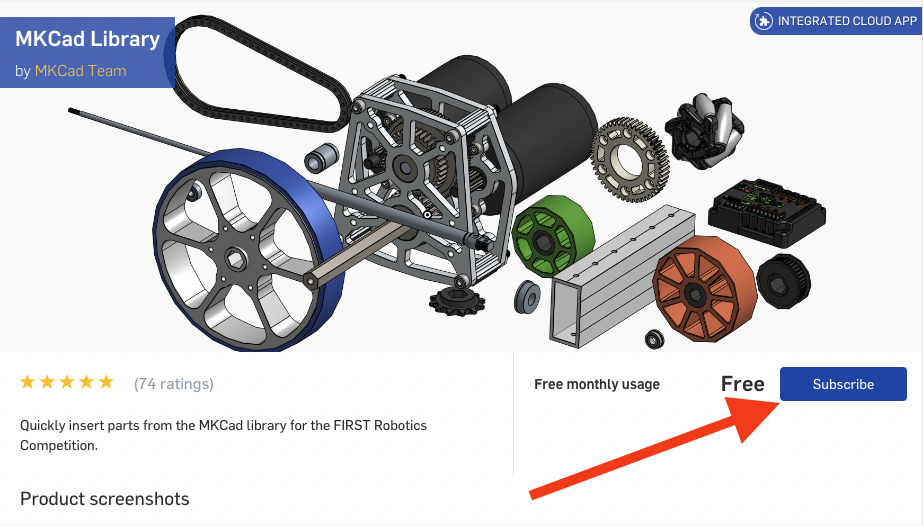 INTEGRATED CLOUD APP
MKCad Library
by MKCad Team
★★★★★ (74 ratings)
Free monthly usage Free Subscribe
Quickly insert parts from the MKCad library for the FIRST Robotics
Competition.
Product screenshots